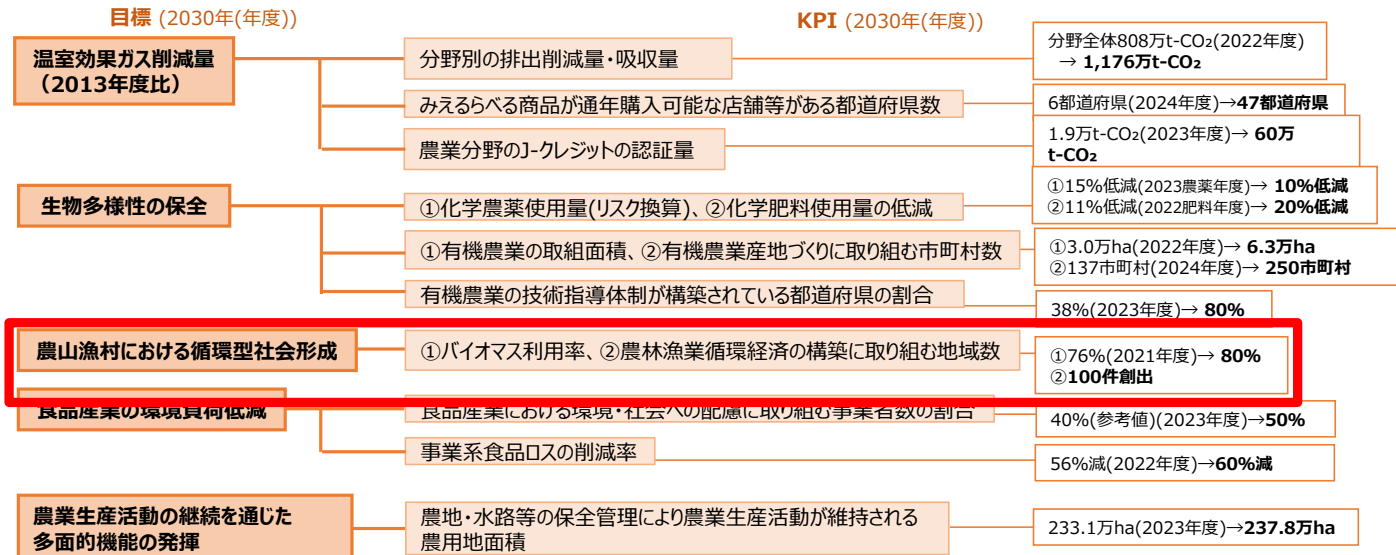 目標 (2030年(年度))
KPI (2030年(年度))
温室効果ガス削減量
（2013年度比）
分野別の排出削減量・吸収量
分野全体808万t-CO₂(2022年度)
→ 1,176万t-CO₂
みえるらべる商品が通年購入可能な店舗等がある都道府県数
6都道府県(2024年度)→47都道府県
農業分野のJ-クレジットの認証量
1.9万t-CO₂(2023年度)→ 60万
t-CO₂
生物多様性の保全
①化学農薬使用量(リスク換算)、②化学肥料使用量の低減
①15%低減(2023農薬年度)→ 10%低減
②11%低減(2022肥料年度)→ 20%低減
①有機農業の取組面積、②有機農業産地づくりに取り組む市町村数
①3.0万ha(2022年度)→ 6.3万ha
②137市町村(2024年度)→ 250市町村
有機農業の技術指導体制が構築されている都道府県の割合
38%(2023年度)→ 80%
農山漁村における循環型社会形成
①バイオマス利用率、②農林漁業循環経済の構築に取り組む地域数
①76%(2021年度)→ 80%
②100件創出
食品産業の環境負荷低減
食品産業における環境・社会への配慮に取り組む事業者数の割合
40%(参考値)(2023年度)→50%
事業系食品ロスの削減率
56%減(2022年度)→60%減
農業生産活動の継続を通じた
多面的機能の発揮
農地・水路等の保全管理により農業生産活動が維持される
農用地面積
233.1万ha(2023年度)→237.8万ha